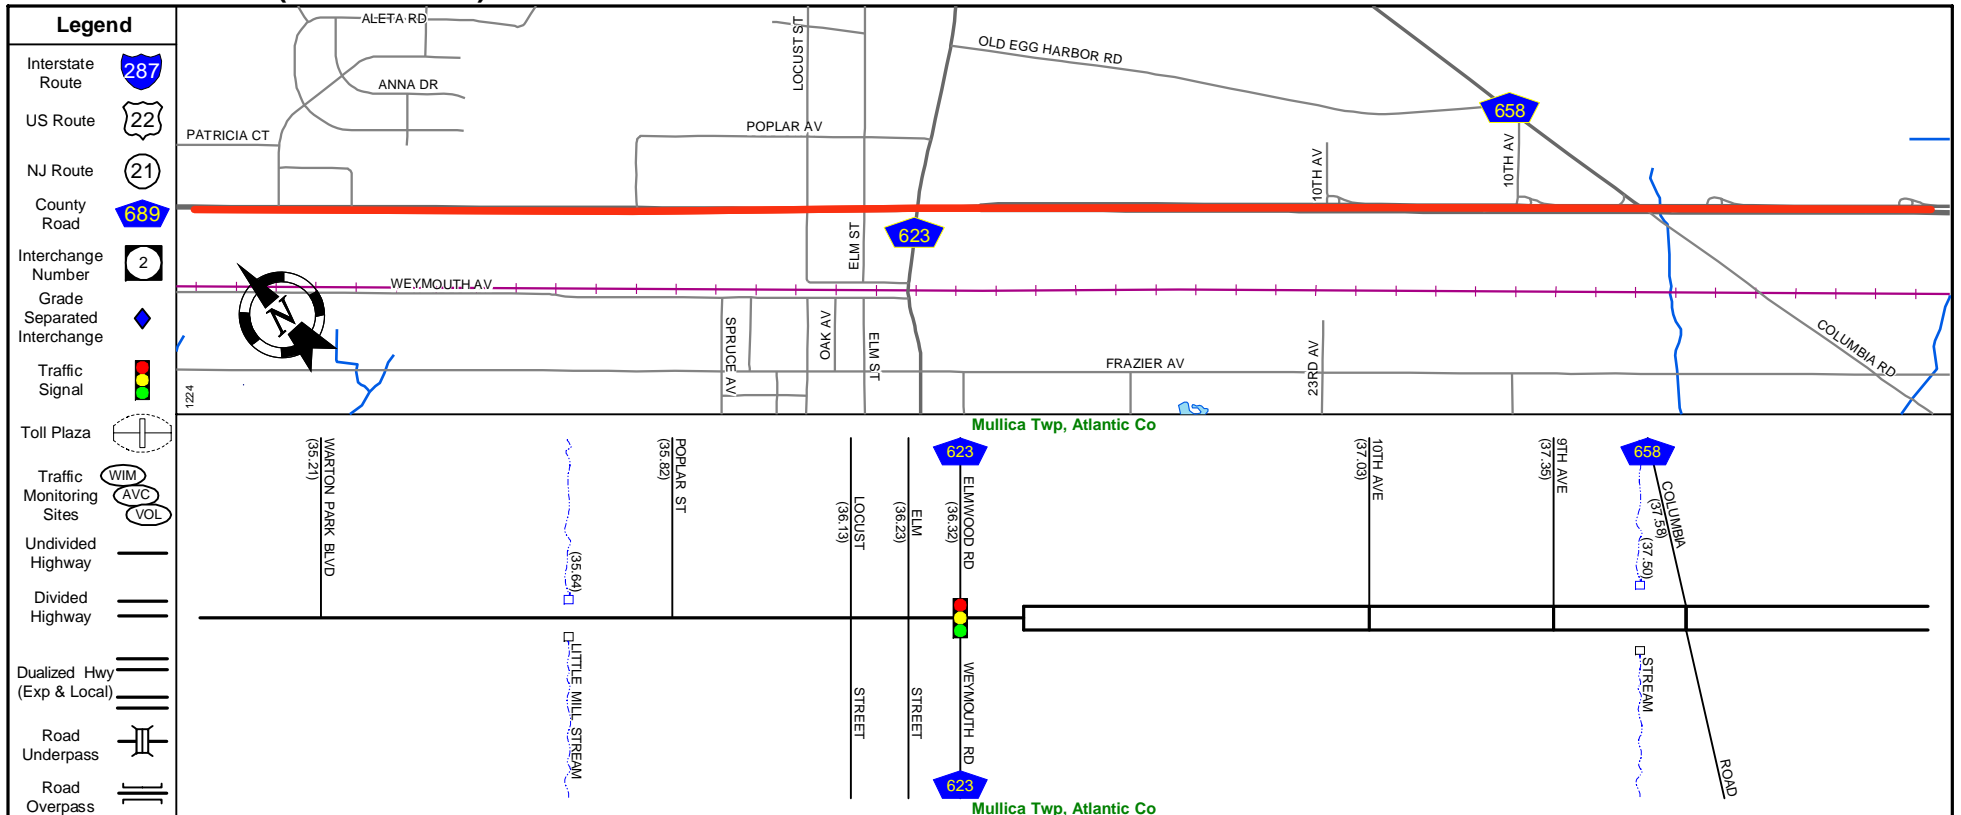 Legend
Interstate
Route
287
US Route
22
NJ Route
21
County
Road
689
Interchange
Number
2
Grade
Separated
Interchange
Traffic
Signal
Toll Plaza
Traffic
Monitoring
Sites
WIM
AVC
VOL
Undivided
Highway
Divided
Highway
Dualized Hwy
(Exp & Local)
Road
Underpass
Road
Overpass
ALETA RD
ANNA DR
PATRICIA CT
LOCUST ST
POPLAR AV
OLD EGG HARBOR RD
658
10TH AV
10TH AV
623
ELM ST
WEYMOUTH AV
N
SPRUCE AV
OAK AV
ELM ST
FRAZIER AV
23RD AV
COLUMBIA RD
1224
Mullica Twp, Atlantic Co
WARTON PARK BLVD
(35.21)
(35.64)
LITTLE MILL STREAM
POPLAR ST
(35.82)
LOCUST
(36.13)
STREET
ELM
(36.23)
STREET
623
ELMWOOD RD
(36.32)
WEYMOUTH RD
623
10TH AVE
(37.03)
9TH AVE
(37.35)
658
COLUMBIA
(37.58)
ROAD
(37.50)
STREAM
Mullica Twp, Atlantic Co